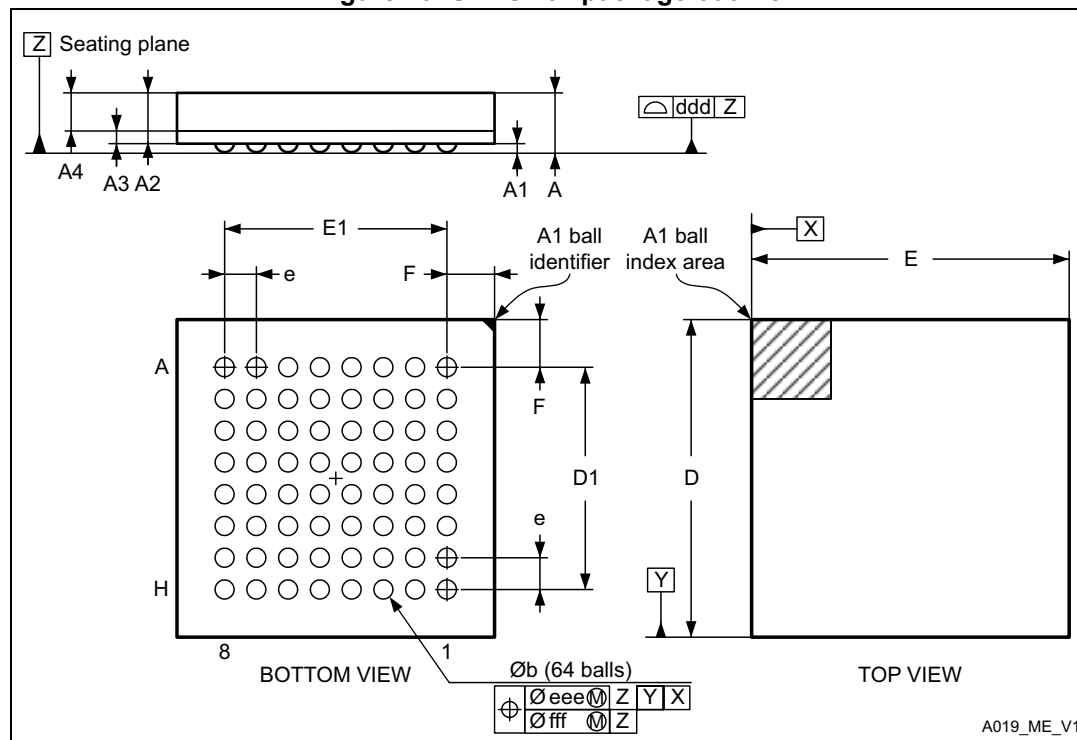 Z Seating plane
ddd Z
A4
A3 A2
A1 A
E1
A1 ball
identifier
A1 ball
index area
X
E
e
F
A
F
D1
D
e
H
Y
8
1
BOTTOM VIEW
Øb (64 balls)
TOP VIEW
Ø eee Ⓜ Z Y X
Ø fff Ⓜ Z
A019_ME_V1